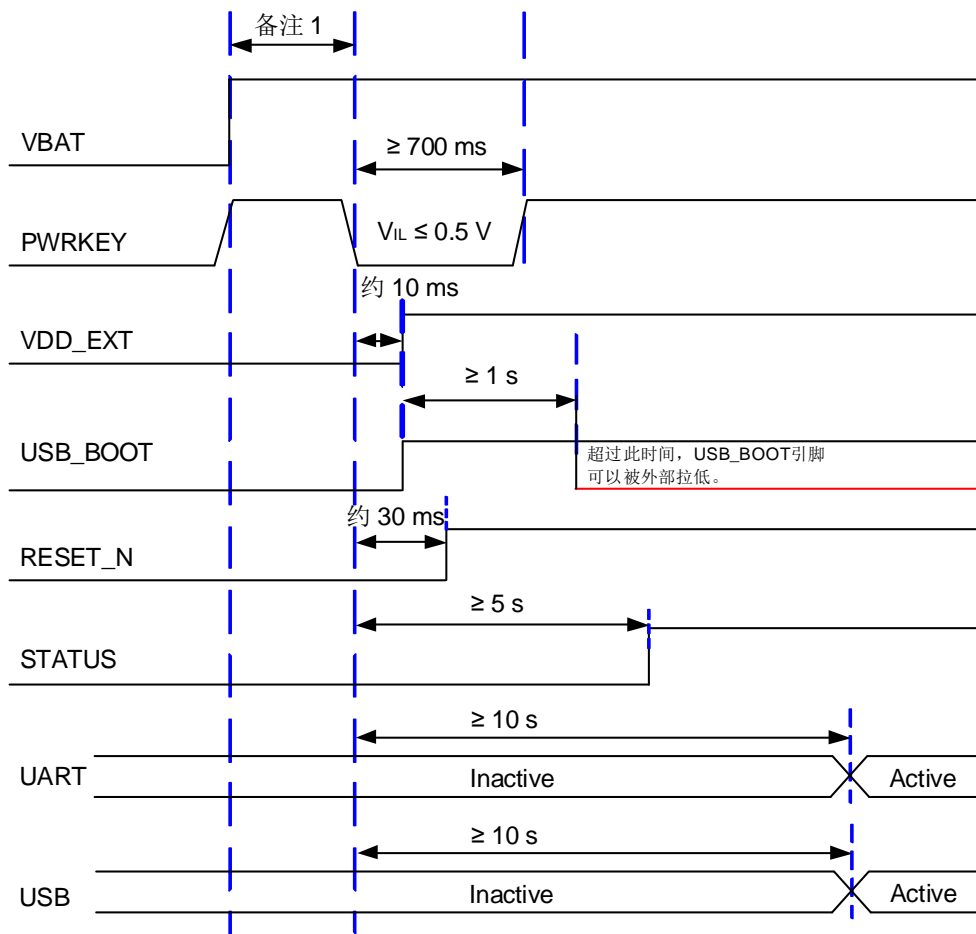 备注 1
VBAT
≥ 700 ms
PWRKEY
VIL ≤ 0.5 V
约 10 ms
VDD_EXT
≥ 1 s
USB_BOOT
超过此时间，USB_BOOT引脚
可以被外部拉低。
约 30 ms
RESET_N
≥ 5 s
STATUS
≥ 10 s
UART
Inactive
Active
≥ 10 s
USB
Inactive
Active